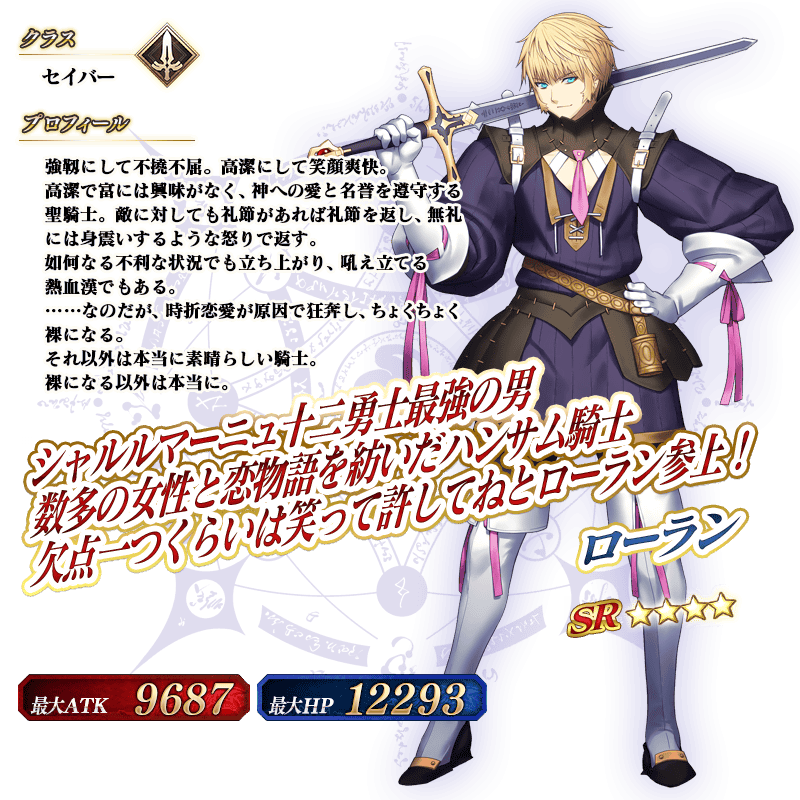 クラス
セイバー
プロフィール
強靱にして不撓不屈。高潔にして笑顔爽快。
高潔で富には興味がなく、神への愛と名誉を遵守する
聖騎士。敵に対しても礼節があれば礼節を返し、無礼
には身震いするような怒りで返す。
如何なる不利な状況でも立ち上がり、吼え立てる
熱血漢でもある。
……なのだが、時折恋愛が原因で狂奔し、ちょくちょく
裸になる。
それ以外は本当に素晴らしい騎士。
裸になる以外は本当に。
シャルルマーニュ十二勇士最強の男
数多の女性と恋物語を紡いだハンサム騎士
欠点一つくらいは笑って許してねとローラン参上！
ローラン
SR
最大ATK 9687
最大HP 12293